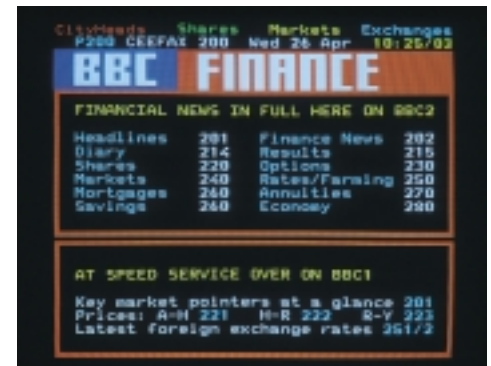 CityHeads Shares Markets Exchanges
P200 CEEFAX 200 Wed 26 Apr 10:25/03
BBC FINANCE
FINANCIAL NEWS IN FULL HERE ON BBC2
Headlines 201 Finance News 202
Diary 214 Results 215
Shares 220 Options 230
Markets 240 Rates/Farming 250
Mortgages 260 Annuities 270
Savings 260 Economy 280
AT SPEED SERVICE OVER ON BBC1
Key market pointers at a glance 201
Prices: A-H 221 H-R 222 R-Y 223
Latest foreign exchange rates 251/2